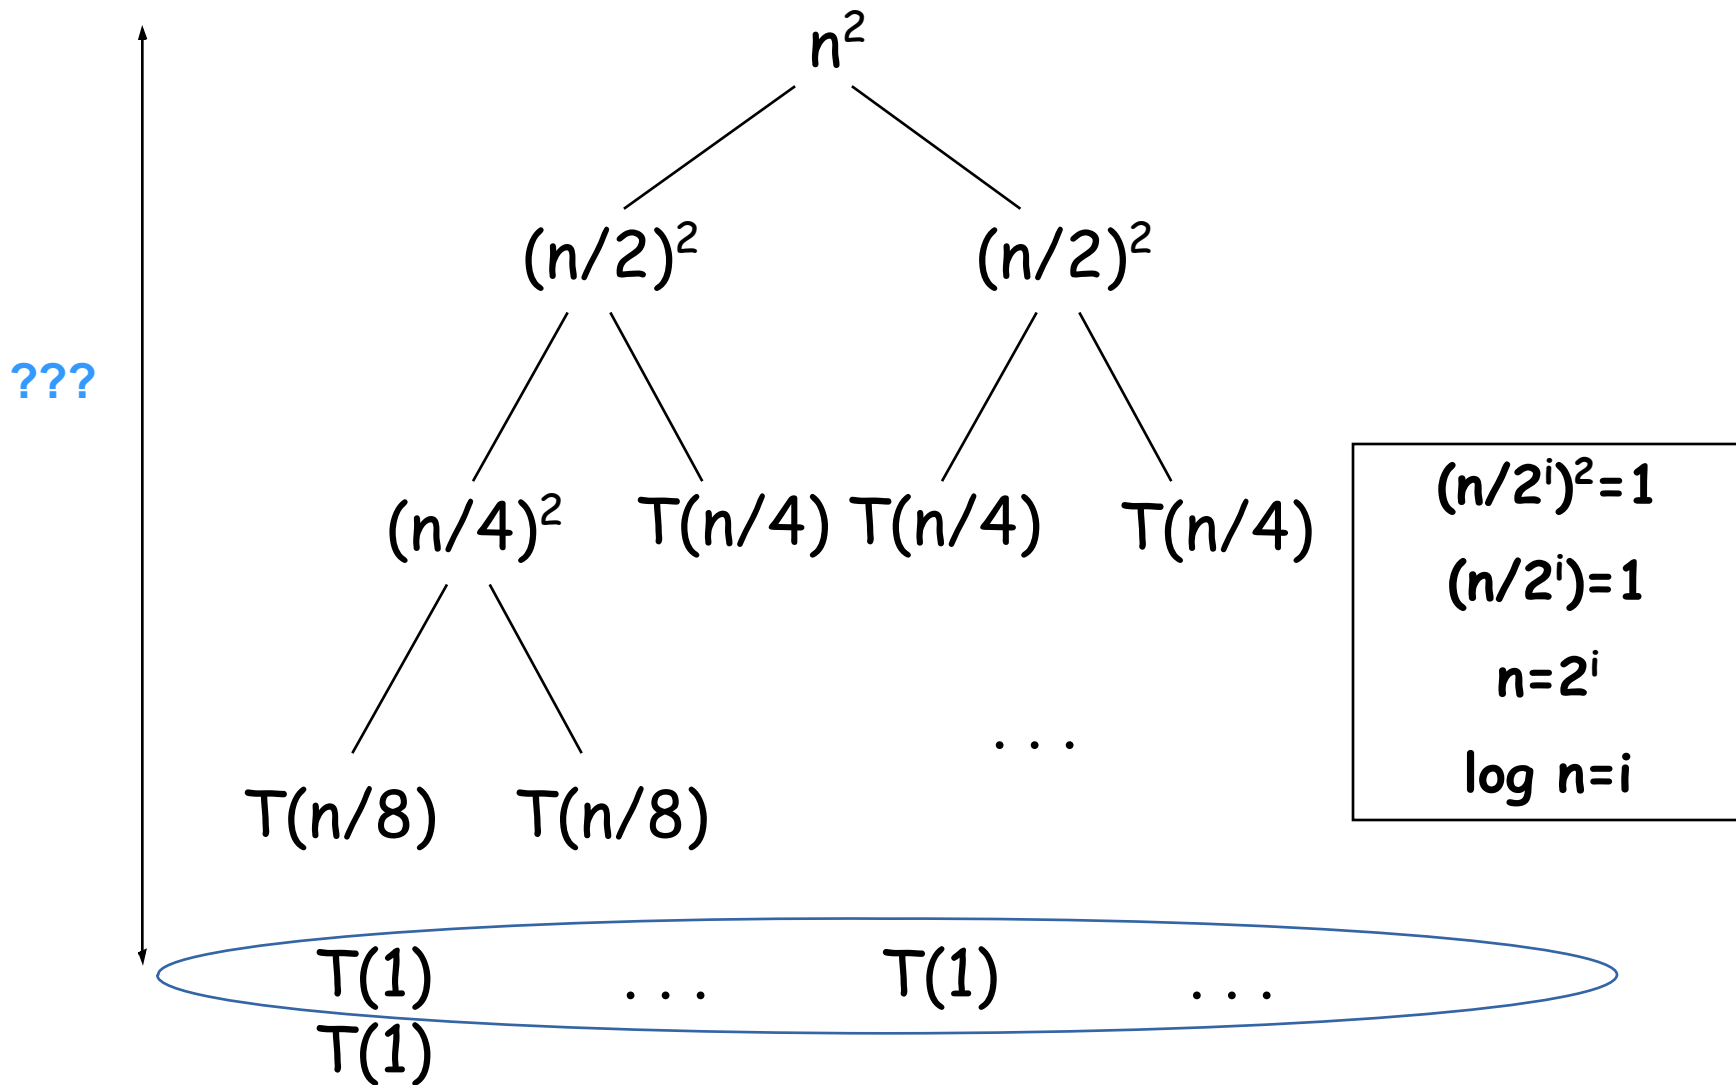 n²
(n/2)² (n/2)²
???
(n/4)² T(n/4) T(n/4) T(n/4)
(n/2ⁱ)²=1
(n/2ⁱ)=1
n=2ⁱ
log n=i
. . .
T(n/8) T(n/8)
T(1) . . . T(1) . . .
T(1)